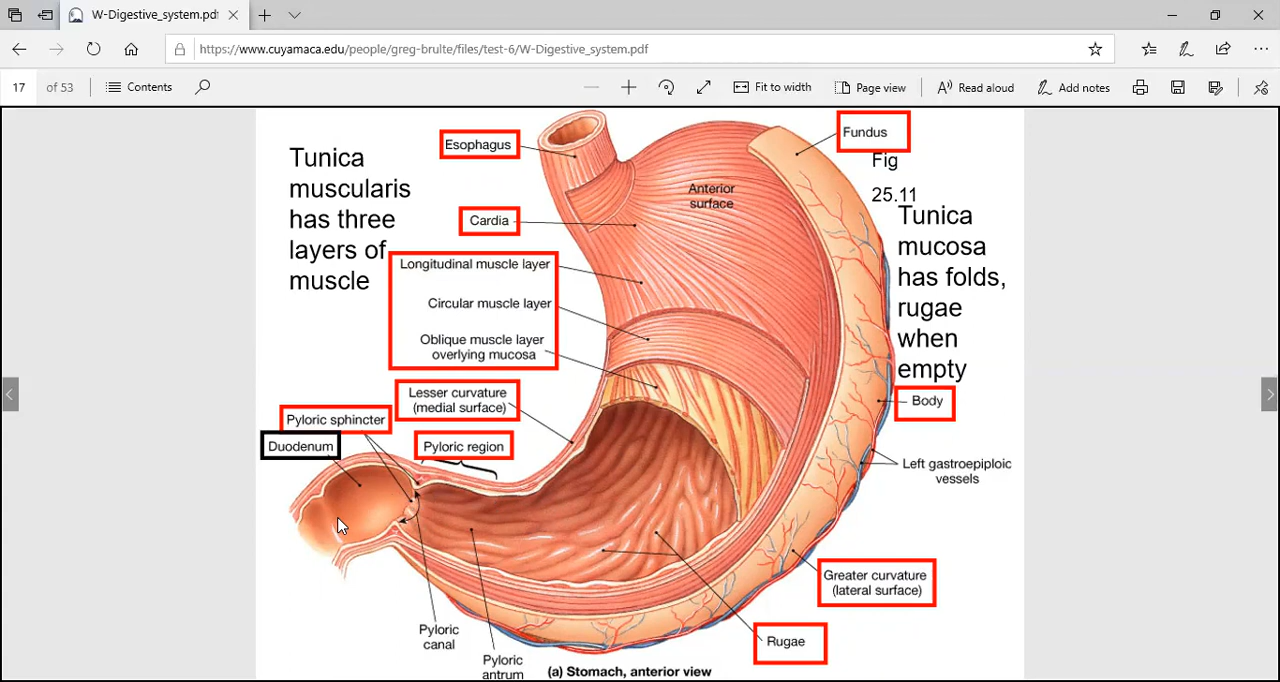 W-Digestive_system.pdf
https://www.cuyamaca.edu/people/greg-brulte/files/test-6/W-Digestive_system.pdf
17 of 53 Contents Fit to width Page view Read aloud Add notes
Tunica
muscularis
has three
layers of
muscle
Esophagus
Cardia
Longitudinal muscle layer
Circular muscle layer
Oblique muscle layer
overlying mucosa
Lesser curvature
(medial surface)
Pyloric sphincter
Duodenum
Pyloric region
Anterior
surface
Fundus
Fig
25.11
Tunica
mucosa
has folds,
rugae
when
empty
Body
Left gastroepiploic
vessels
Greater curvature
(lateral surface)
Rugae
Pyloric
canal
Pyloric
antrum
(a) Stomach, anterior view